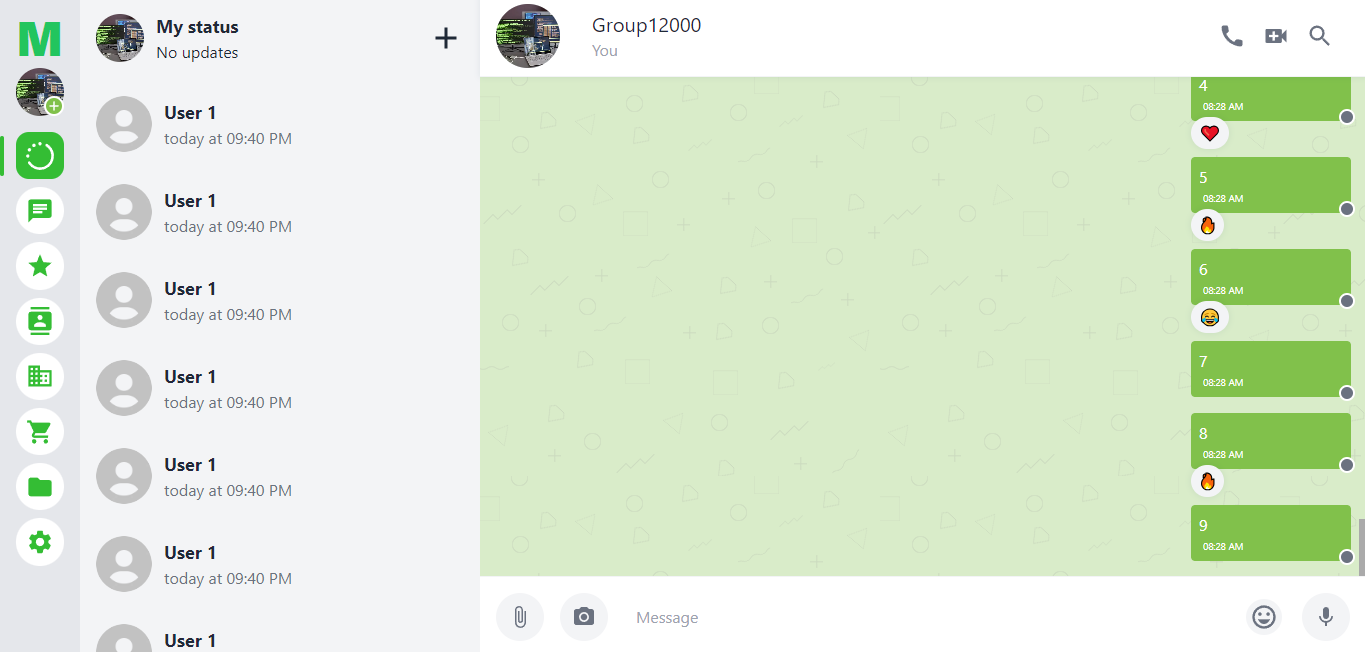 M
My status
No updates
User 1
today at 09:40 PM
User 1
today at 09:40 PM
User 1
today at 09:40 PM
User 1
today at 09:40 PM
User 1
today at 09:40 PM
User 1
today at 09:40 PM
User 1
Group12000
You
4
08:28 AM
5
08:28 AM
6
08:28 AM
7
08:28 AM
8
08:28 AM
9
08:28 AM
Message